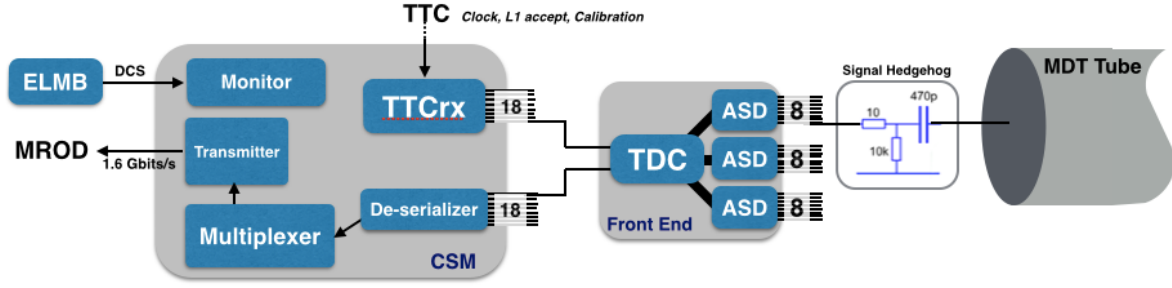 TTC Clock, L1 accept, Calibration
ELMB
DCS
Monitor
TTCrx
18
MROD
1.6 Gbits/s
Transmitter
Multiplexer
De-serializer
18
CSM
TDC
ASD
8
ASD
8
ASD
8
Front End
Signal Hedgehog
470p
10
10k
MDT Tube